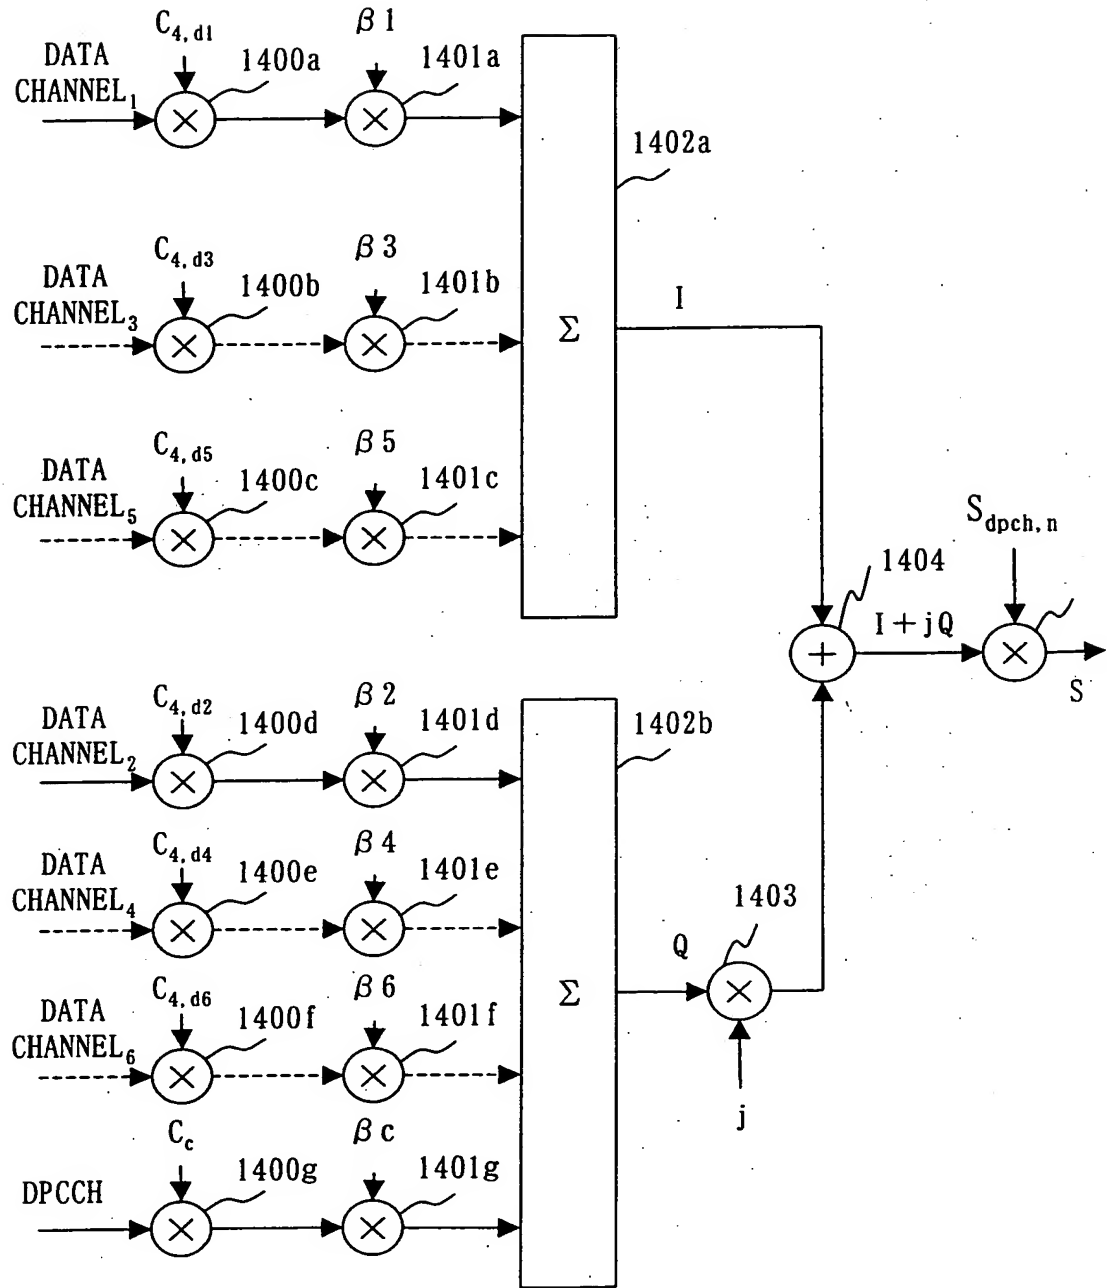 C4,d1
β1
DATA
CHANNEL1
1400a
1401a
1402a
C4,d3
β3
DATA
CHANNEL3
1400b
1401b
Σ
I
C4,d5
β5
DATA
CHANNEL5
1400c
1401c
Sdpch,n
1404
I+jQ
S
C4,d2
β2
DATA
CHANNEL2
1400d
1401d
1402b
C4,d4
β4
DATA
CHANNEL4
1400e
1401e
1403
Q
Σ
C4,d6
β6
DATA
CHANNEL6
1400f
1401f
j
Cc
βc
DPCCH
1400g
1401g